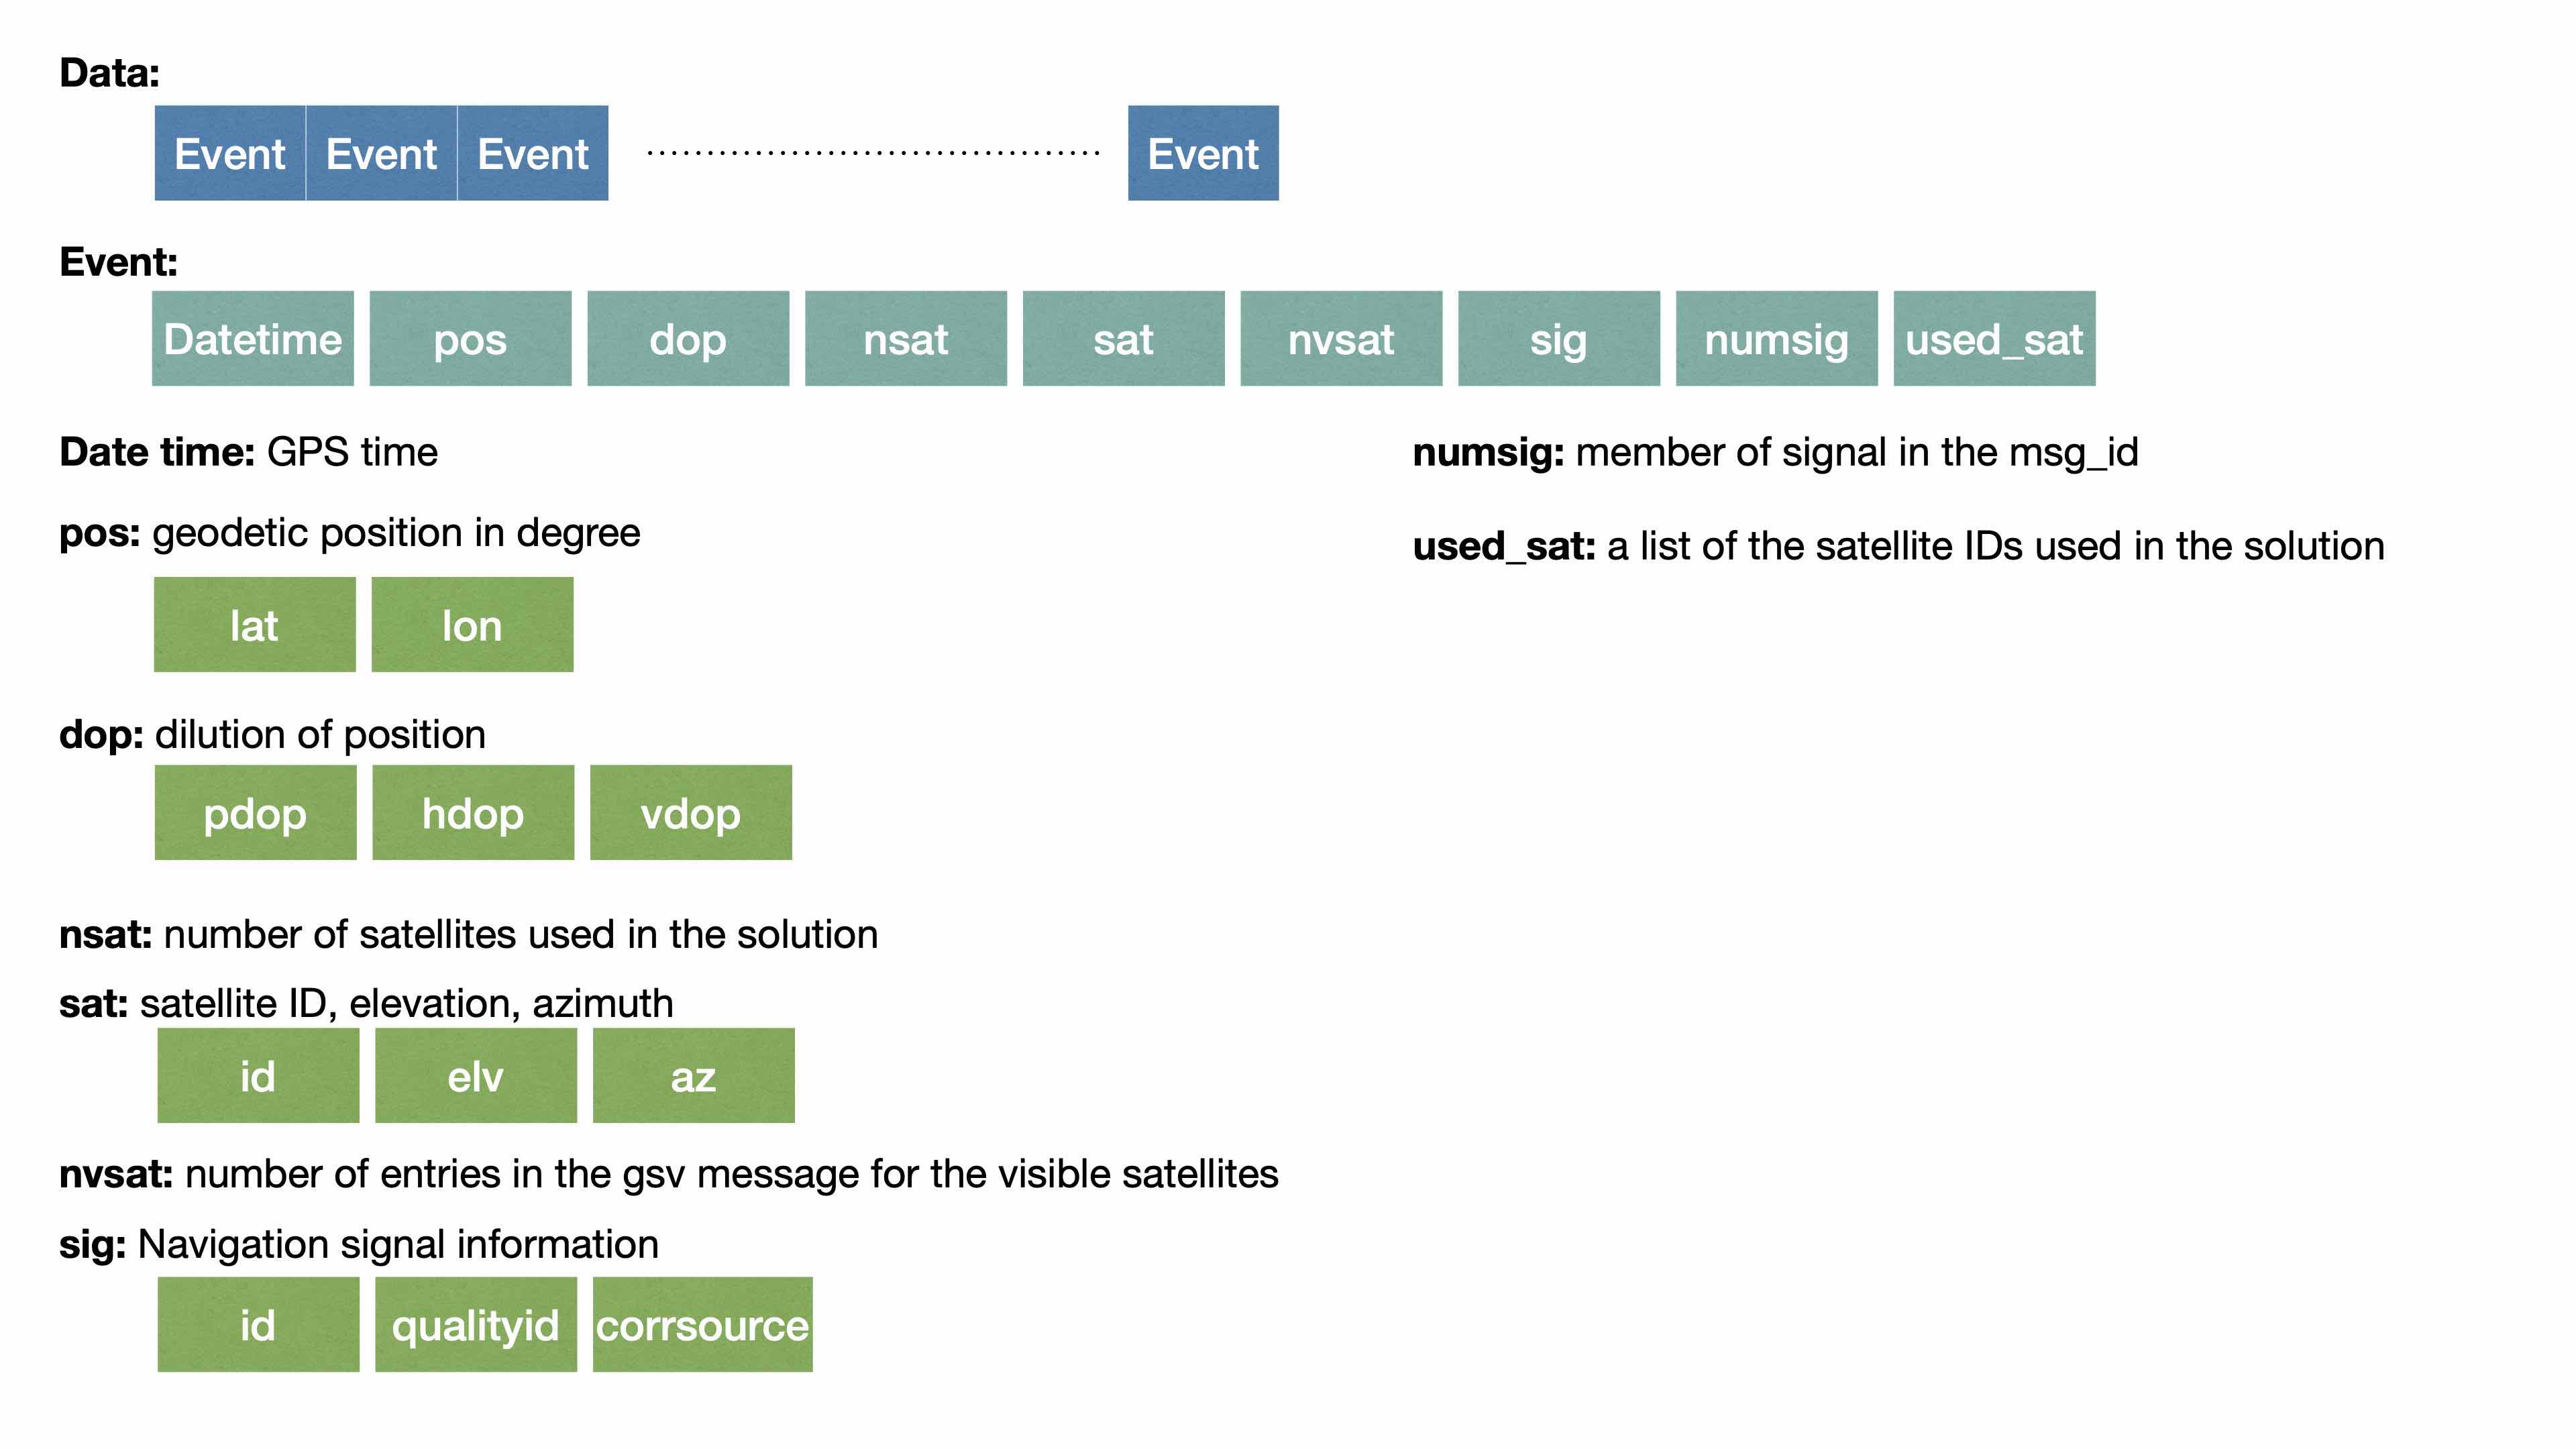 Data:
Event Event Event ........................................ Event
Event:
Datetime pos dop nsat sat nvsat sig numsig used_sat
Date time: GPS time
pos: geodetic position in degree
lat lon
dop: dilution of position
pdop hdop vdop
nsat: number of satellites used in the solution
sat: satellite ID, elevation, azimuth
id elv az
nvsat: number of entries in the gsv message for the visible satellites
sig: Navigation signal information
id qualityid corrsource
numsig: member of signal in the msg_id
used_sat: a list of the satellite IDs used in the solution